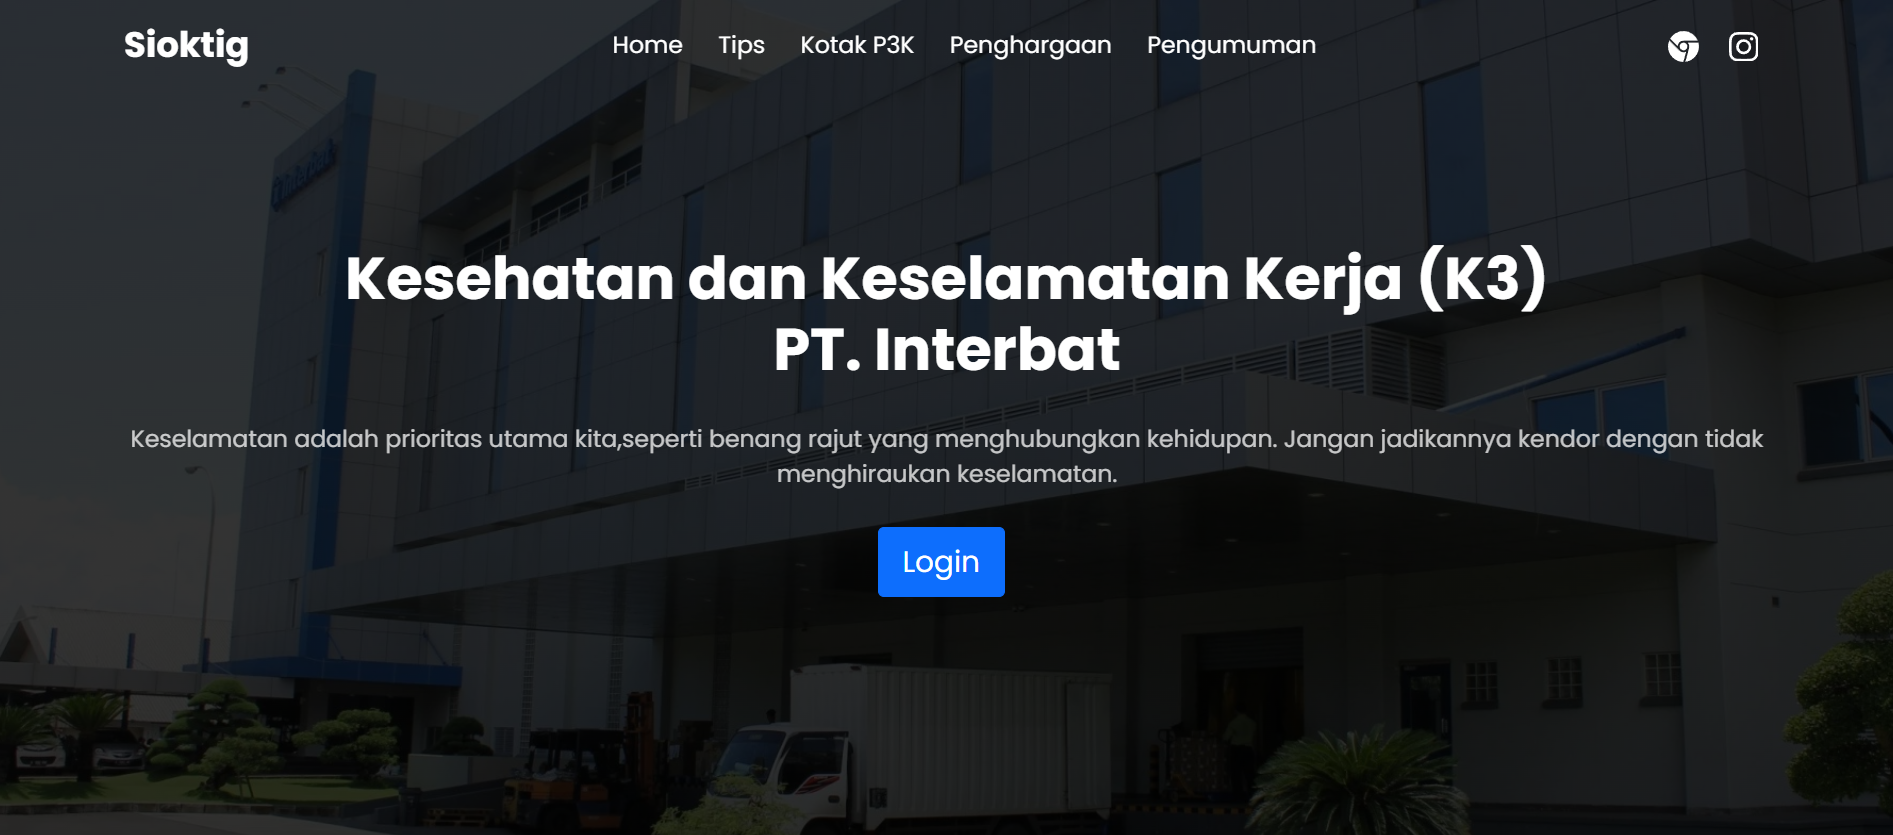 Sioktig
Home Tips Kotak P3K Penghargaan Pengumuman
Interbat
Kesehatan dan Keselamatan Kerja (K3)
PT. Interbat
Keselamatan adalah prioritas utama kita,seperti benang rajut yang menghubungkan kehidupan. Jangan jadikannya kendor dengan tidak
menghiraukan keselamatan.
Login